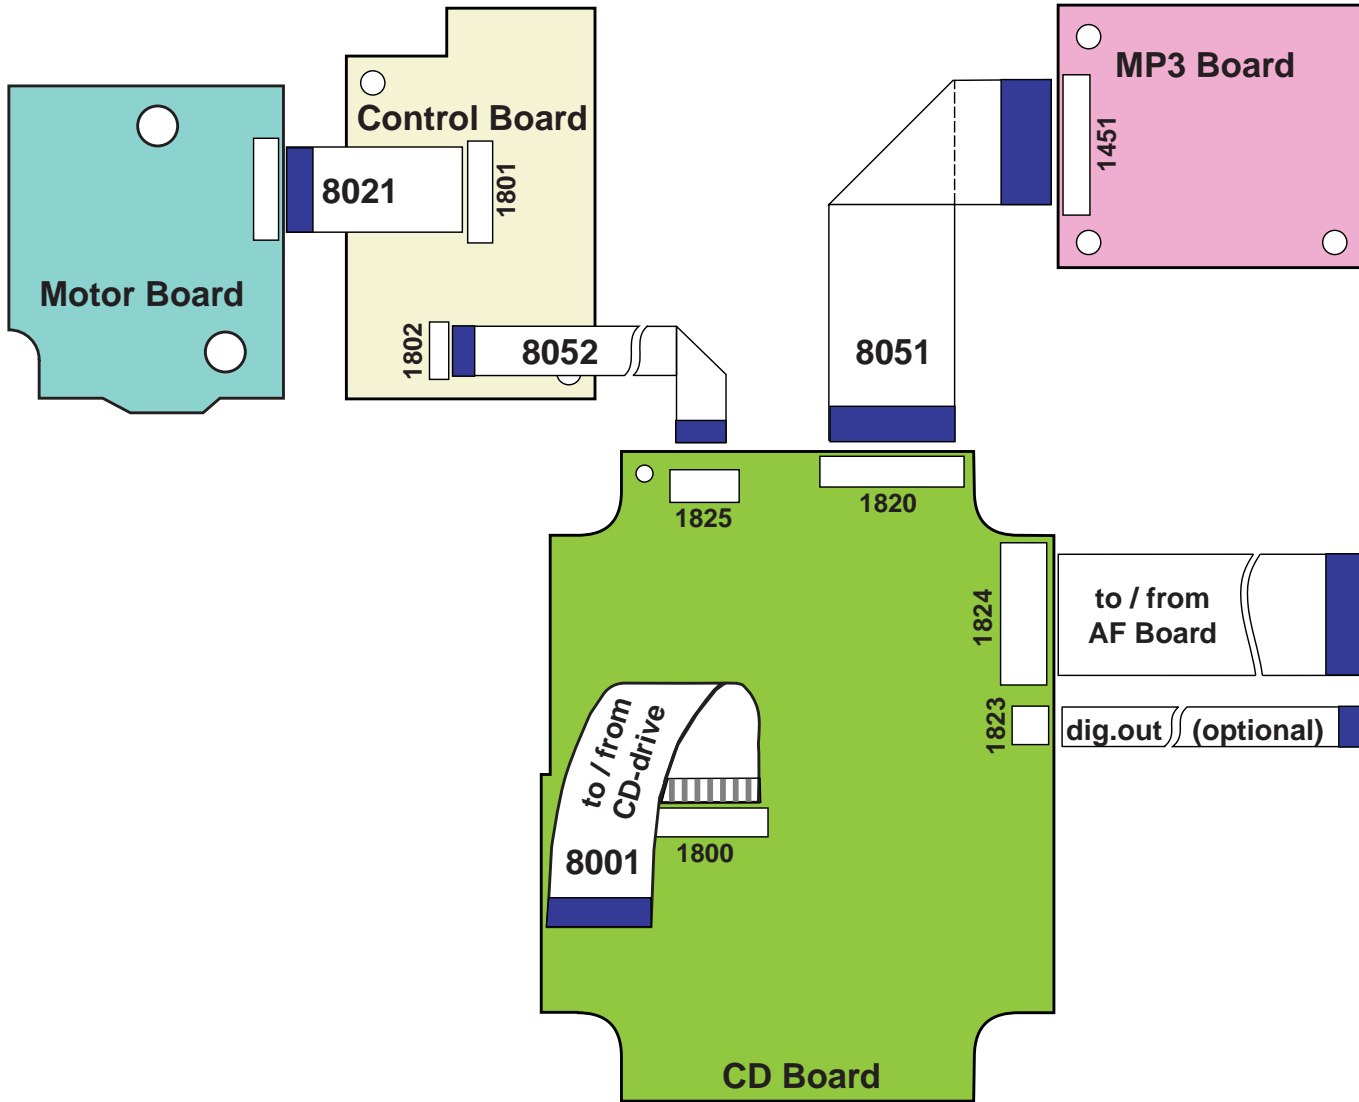 MP3 Board
1451
Control Board
8021
1801
Motor Board
1802
8052
8051
1825
1820
1824
to / from
AF Board
1823
dig.out
(optional)
to / from
CD-drive
8001
1800
CD Board